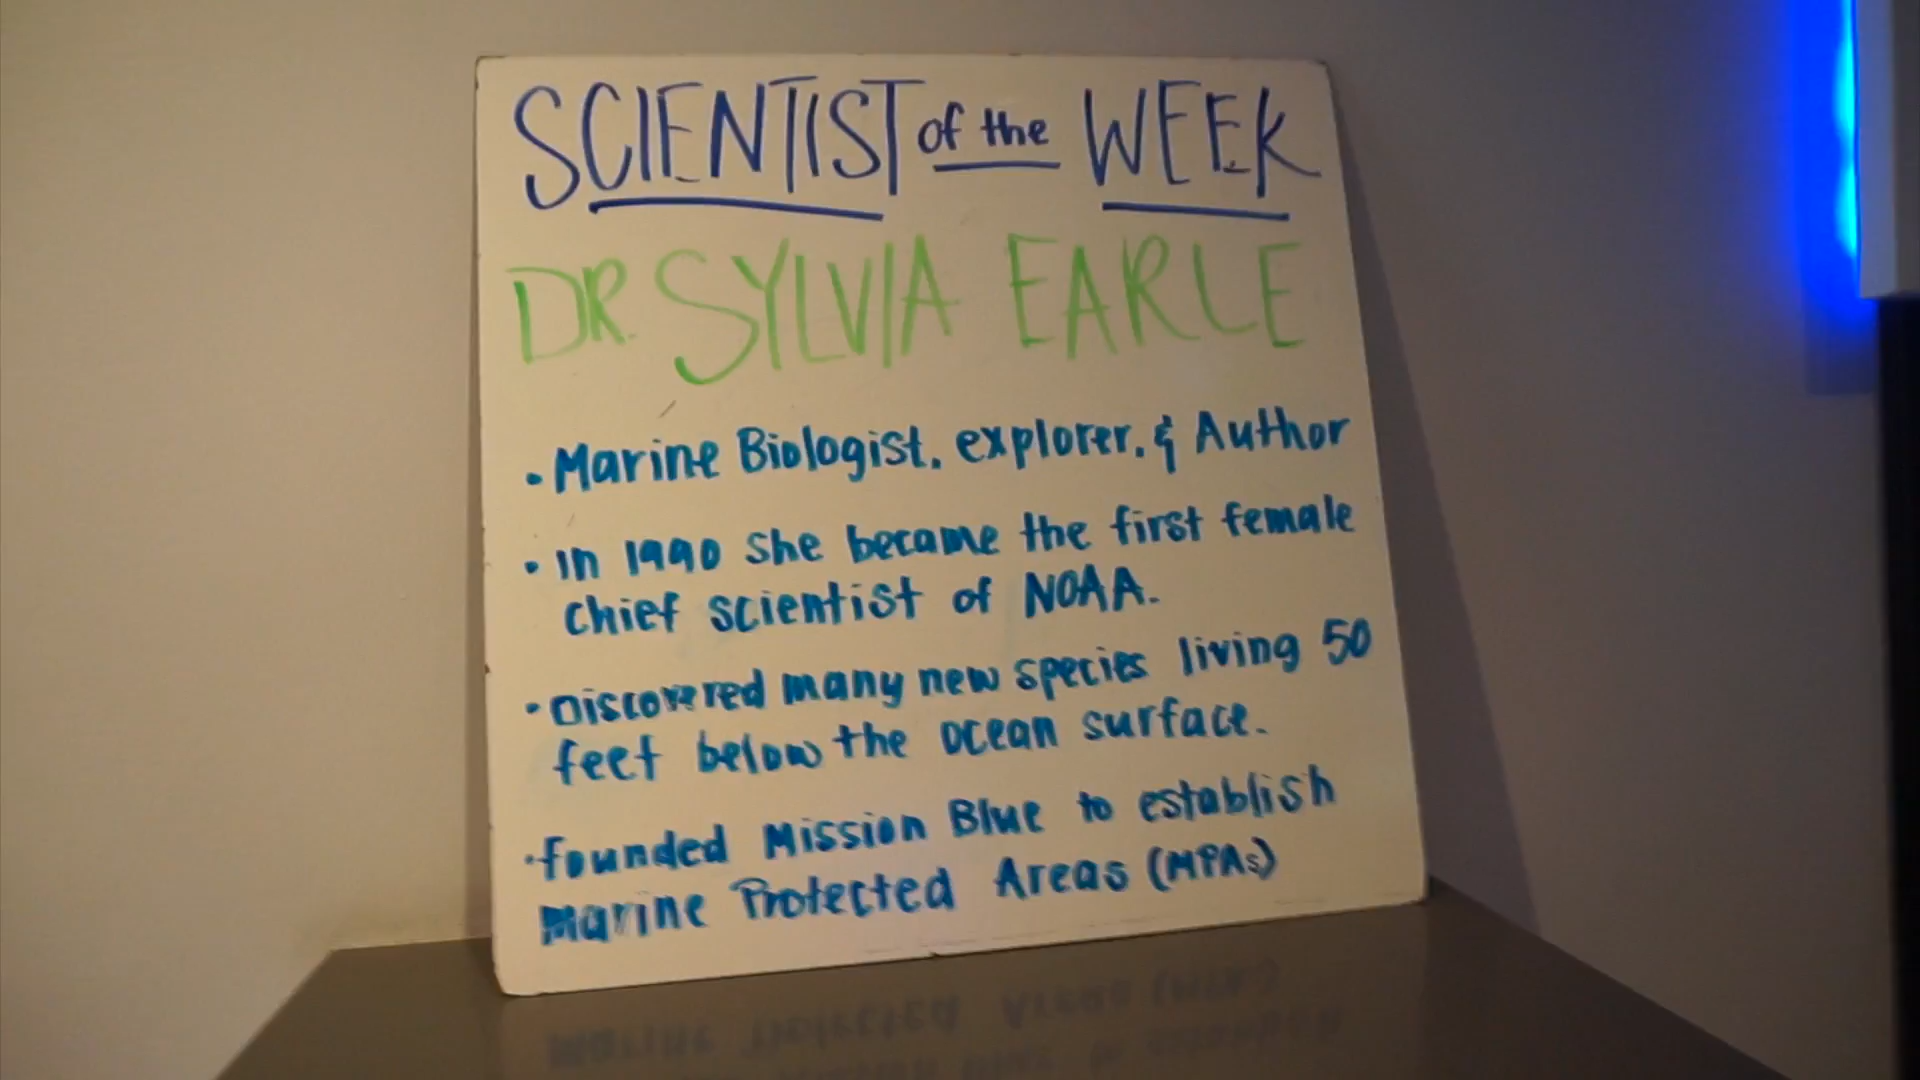 SCIENTIST of the WEEK
DR. SYLVIA EARLE
• Marine Biologist, explorer, & Author
• In 1990 she became the first female
chief scientist of NOAA.
• Discovered many new species living 50
feet below the ocean surface.
• founded Mission Blue to establish
Marine Protected Areas (MPAs)